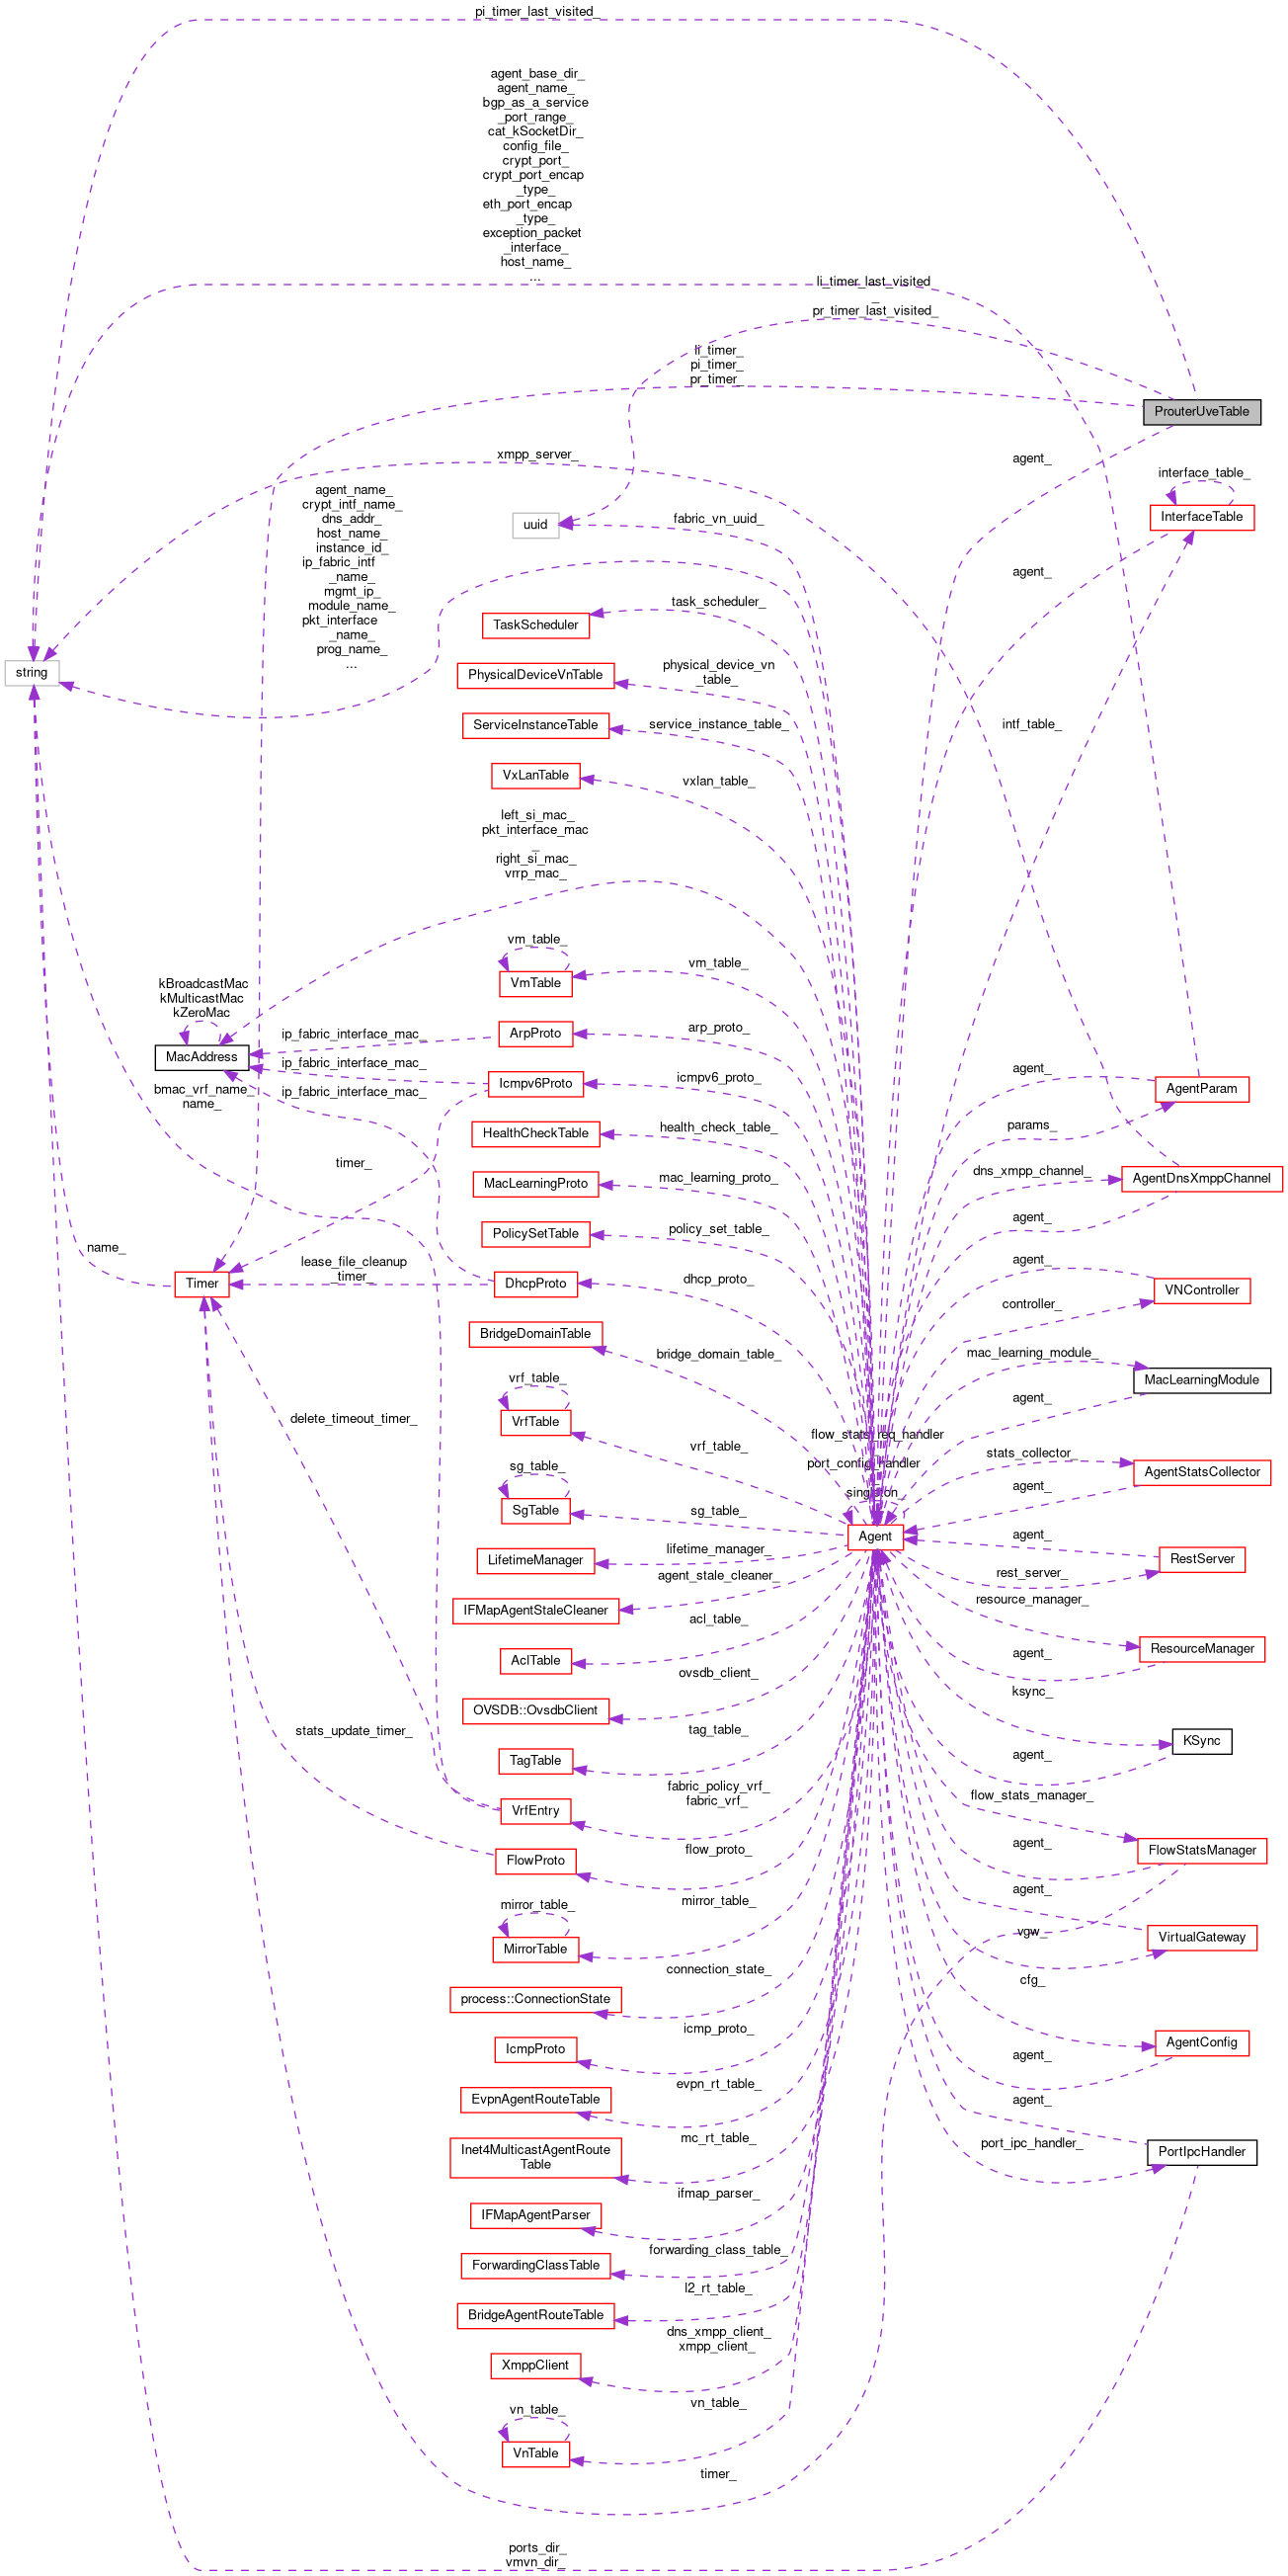 pi_timer_last_visited_
agent_base_dir_
agent_name_
bgp_as_a_service
_port_range_
cat_kSocketDir_
config_file_
crypt_port_
crypt_port_encap
_type_
eth_port_encap
_type_
exception_packet
_interface_
host_name_
...
li_timer_last_visited
_
pr_timer_last_visited_
li_timer_
pi_timer_
pr_timer_
ProuterUveTable
xmpp_server_
agent_
interface_table_
agent_name_
crypt_intf_name_
dns_addr_
host_name_
instance_id_
ip_fabric_intf
_name_
mgmt_ip_
module_name_
pkt_interface
_name_
prog_name_
...
uuid
fabric_vn_uuid_
InterfaceTable
agent_
task_scheduler_
TaskScheduler
string
PhysicalDeviceVnTable
physical_device_vn
_table_
ServiceInstanceTable
service_instance_table_
intf_table_
VxLanTable
vxlan_table_
left_si_mac_
pkt_interface_mac
_
right_si_mac_
vrrp_mac_
vm_table_
VmTable
vm_table_
kBroadcastMac
kMulticastMac
kZeroMac
MacAddress
ip_fabric_interface_mac_
ArpProto
arp_proto_
ip_fabric_interface_mac_
Icmpv6Proto
icmpv6_proto_
agent_
AgentParam
bmac_vrf_name_
name_
ip_fabric_interface_mac_
HealthCheckTable
health_check_table_
params_
timer_
MacLearningProto
mac_learning_proto_
dns_xmpp_channel_
AgentDnsXmppChannel
PolicySetTable
policy_set_table_
agent_
name_
Timer
lease_file_cleanup
_timer_
DhcpProto
dhcp_proto_
agent_
VNController
controller_
BridgeDomainTable
bridge_domain_table_
mac_learning_module_
MacLearningModule
vrf_table_
VrfTable
delete_timeout_timer_
vrf_table_
agent_
flow_stats_req_handler
port_config_handler
singleton_
sg_table_
SgTable
sg_table_
stats_collector_
AgentStatsCollector
agent_
Agent
LifetimeManager
lifetime_manager_
agent_
RestServer
rest_server_
IFMapAgentStaleCleaner
agent_stale_cleaner_
resource_manager_
ResourceManager
AclTable
acl_table_
agent_
OVSDB::OvsdbClient
ovsdb_client_
ksync_
KSync
stats_update_timer_
TagTable
tag_table_
agent_
VrfEntry
fabric_policy_vrf_
fabric_vrf_
flow_stats_manager_
FlowProto
flow_proto_
agent_
FlowStatsManager
mirror_table_
MirrorTable
mirror_table_
agent_
vgw_
VirtualGateway
process::ConnectionState
connection_state_
cfg_
IcmpProto
icmp_proto_
AgentConfig
agent_
EvpnAgentRouteTable
evpn_rt_table_
agent_
Inet4MulticastAgentRoute
Table
mc_rt_table_
port_ipc_handler_
PortIpcHandler
IFMapAgentParser
ifmap_parser_
ForwardingClassTable
forwarding_class_table_
BridgeAgentRouteTable
l2_rt_table_
XmppClient
dns_xmpp_client_
xmpp_client_
vn_table_
VnTable
vn_table_
timer_
ports_dir_
vmvn_dir_